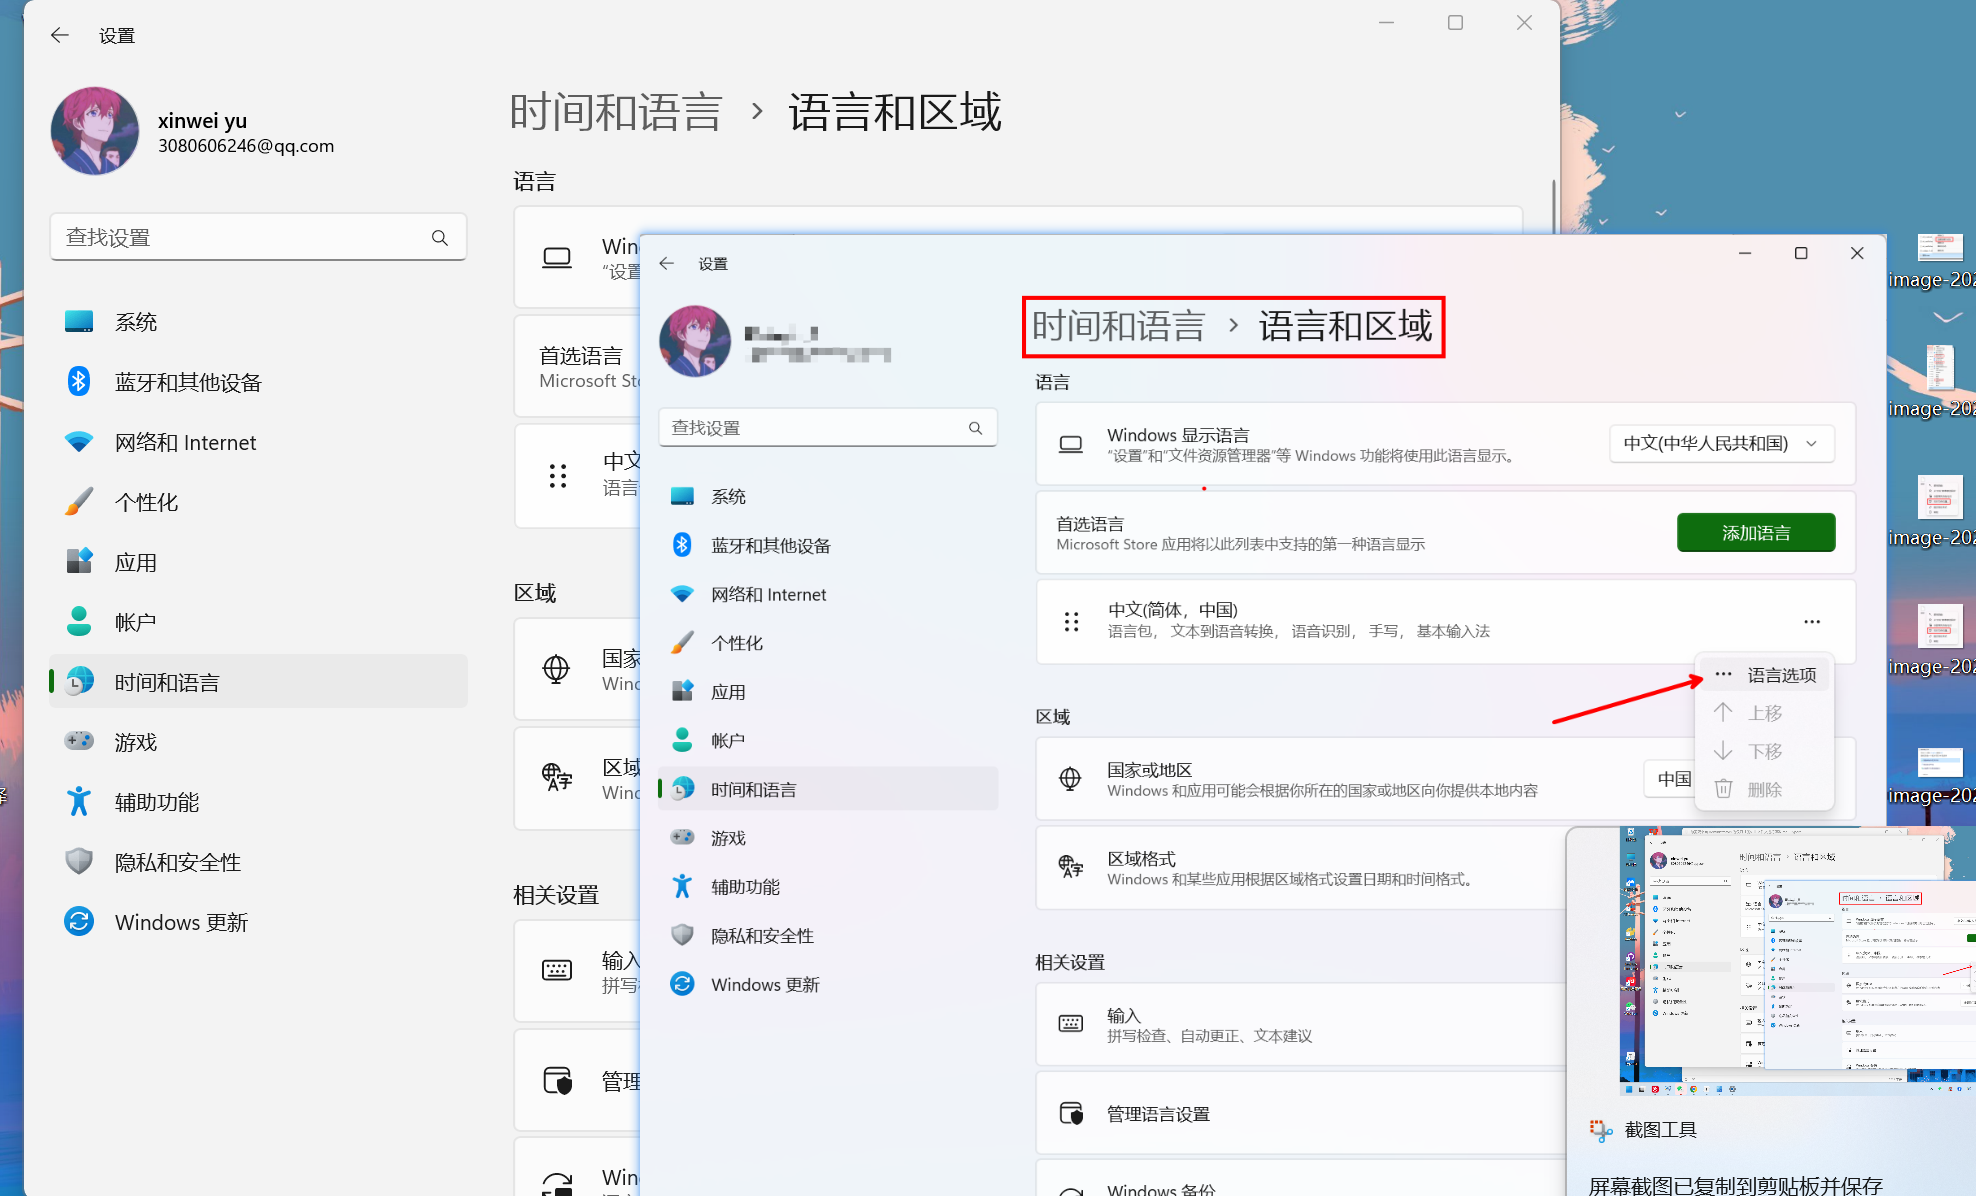 设置
xinwei yu
3080606246@qq.com
查找设置
系统
蓝牙和其他设备
网络和 Internet
个性化
应用
帐户
时间和语言
游戏
辅助功能
隐私和安全性
Windows 更新
时间和语言 › 语言和区域
语言
Win
“设置
首选语言
Microsoft Sto
中文
语言
区域
国家
Wind
区域
Wind
相关设置
输入
拼写
管理
Win
设置
查找设置
系统
蓝牙和其他设备
网络和 Internet
个性化
应用
帐户
时间和语言
游戏
辅助功能
隐私和安全性
Windows 更新
时间和语言 › 语言和区域
语言
Windows 显示语言
“设置”和“文件资源管理器”等 Windows 功能将使用此语言显示。
中文(中华人民共和国)
首选语言
Microsoft Store 应用将以此列表中支持的第一种语言显示
添加语言
中文(简体，中国)
语言包， 文本到语音转换， 语音识别， 手写， 基本输入法
语言选项
上移
下移
删除
区域
国家或地区
Windows 和应用可能会根据你所在的国家或地区向你提供本地内容
中国
区域格式
Windows 和某些应用根据区域格式设置日期和时间格式。
相关设置
输入
拼写检查、自动更正、文本建议
管理语言设置
Windows 备份
image-202
image-202
image-202
image-202
image-202
截图工具
屏幕截图已复制到剪贴板并保存